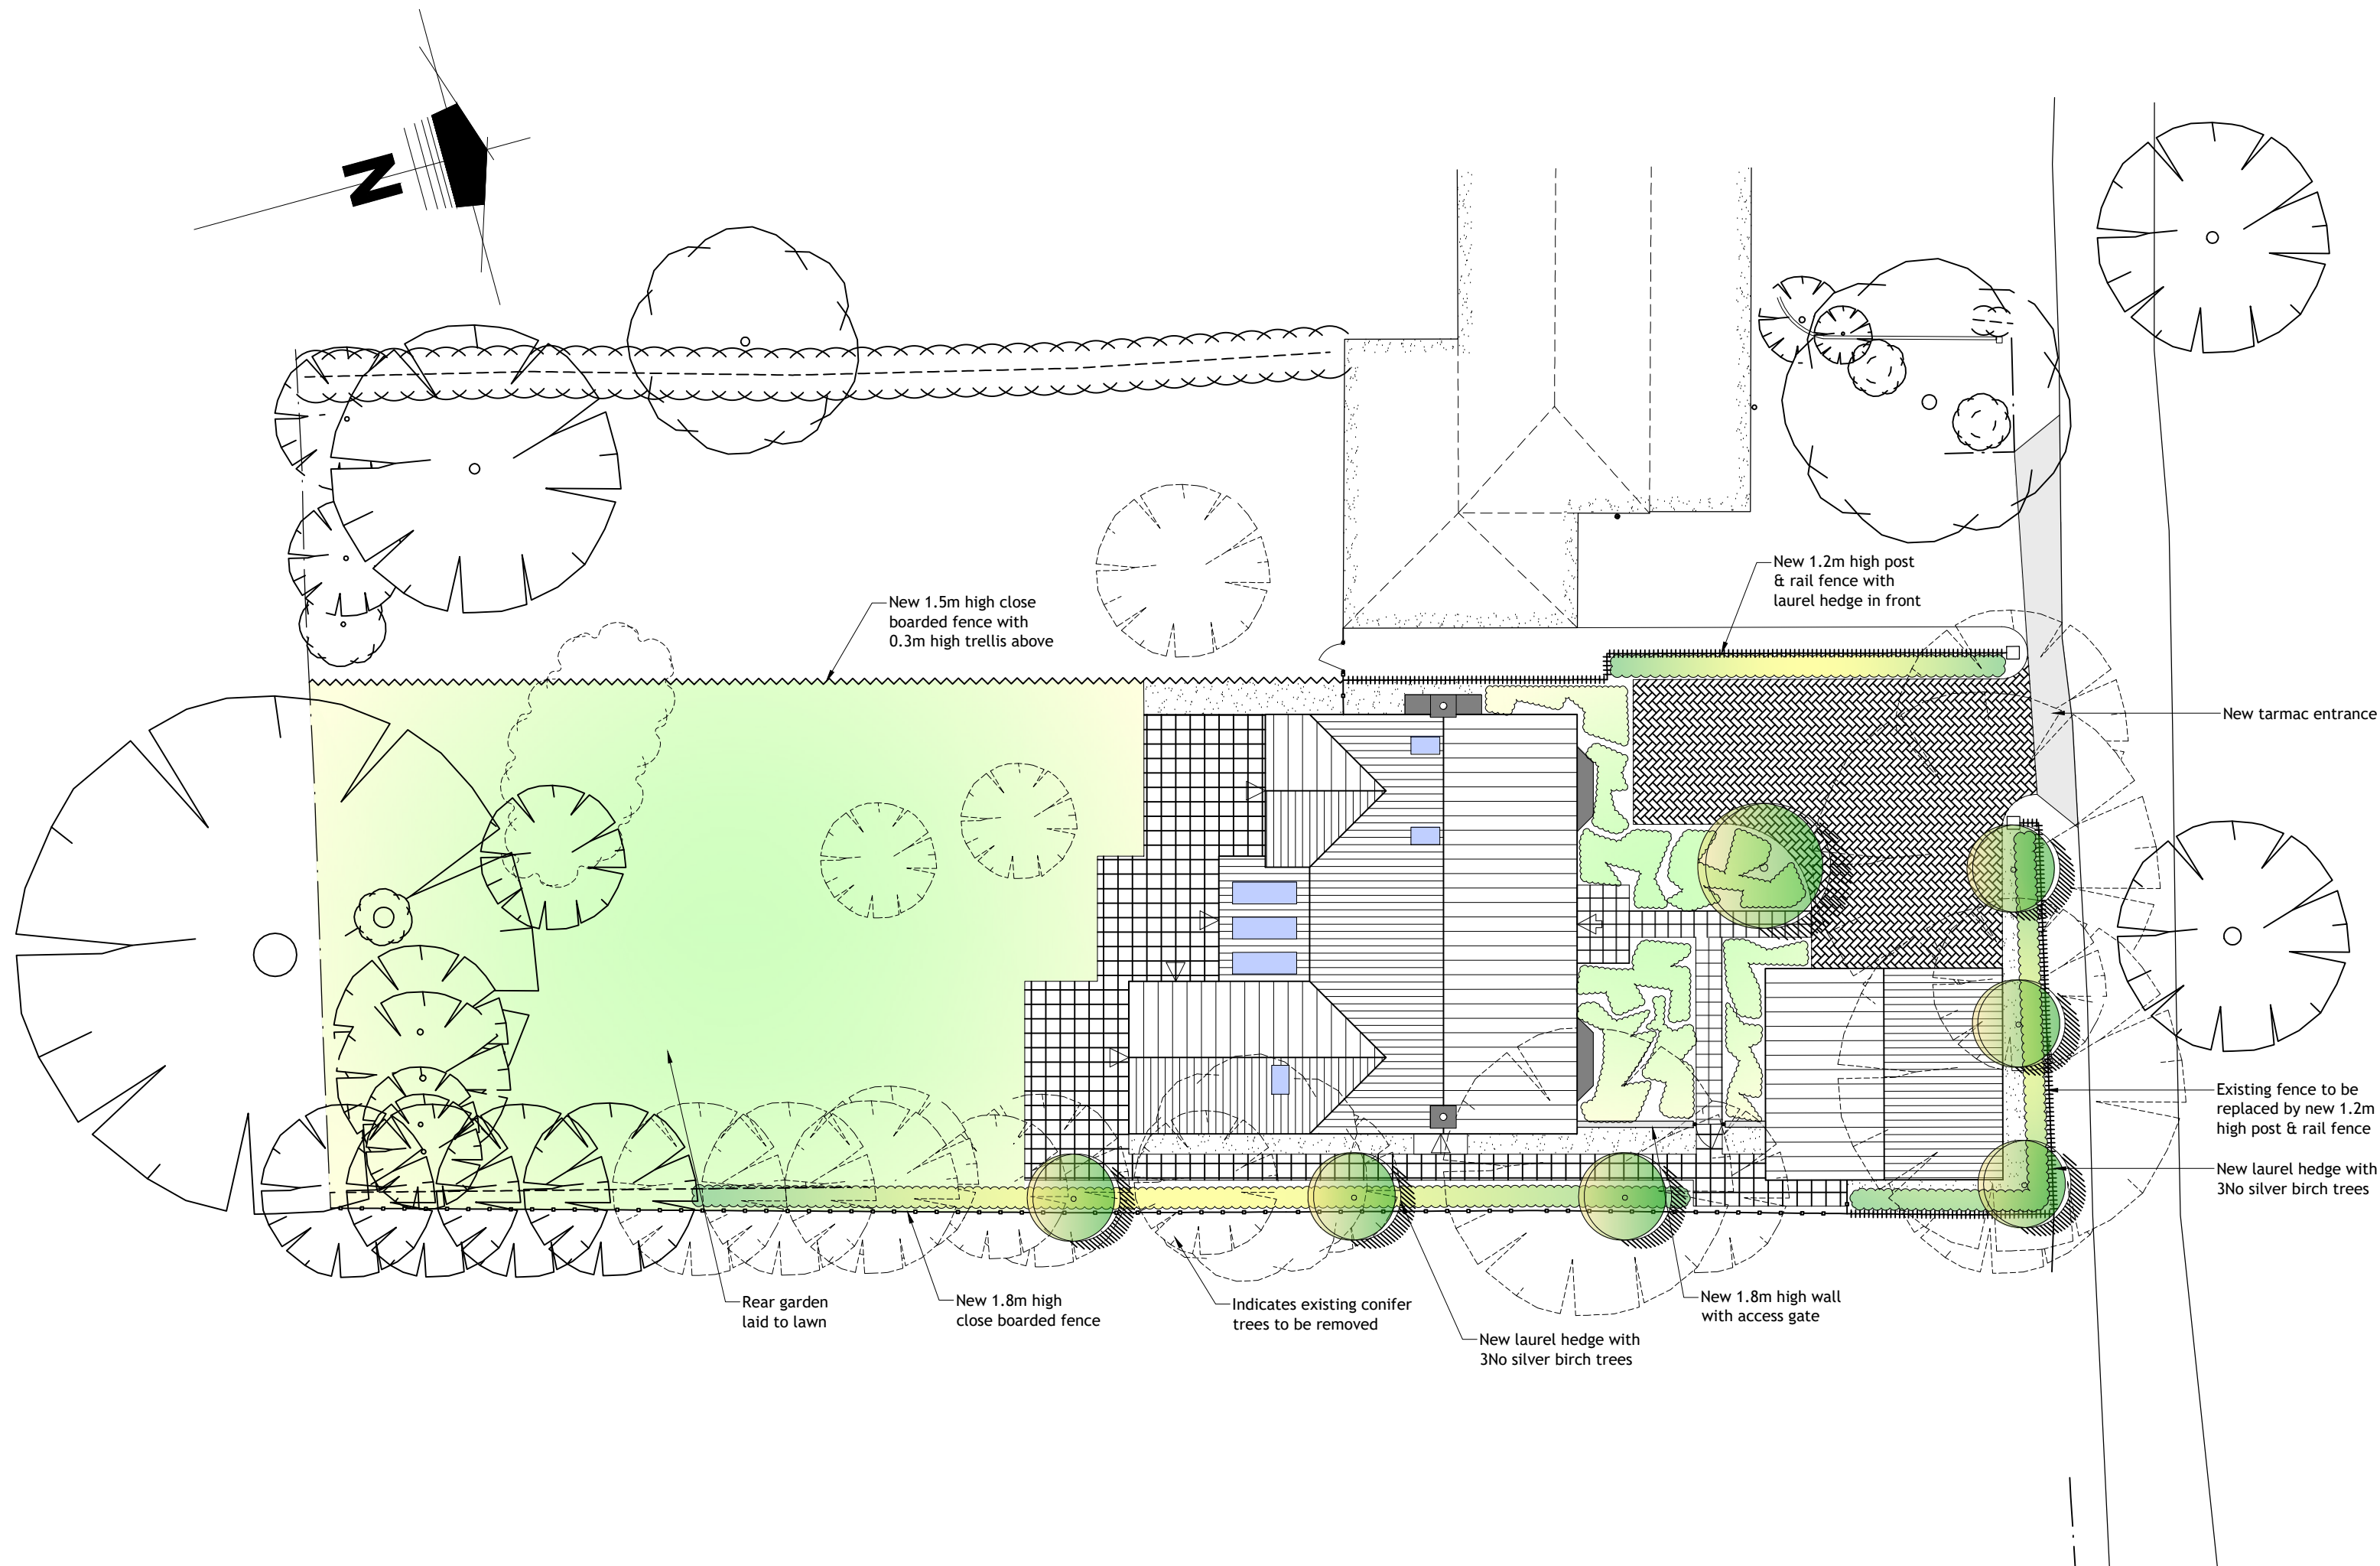 N
New 1.2m high post
& rail fence with
laurel hedge in front
New 1.5m high close
boarded fence with
0.3m high trellis above
New tarmac entrance
Existing fence to be
replaced by new 1.2m
high post & rail fence
New laurel hedge with
3No silver birch trees
Rear garden
laid to lawn
New 1.8m high
close boarded fence
Indicates existing conifer
trees to be removed
New 1.8m high wall
with access gate
New laurel hedge with
3No silver birch trees